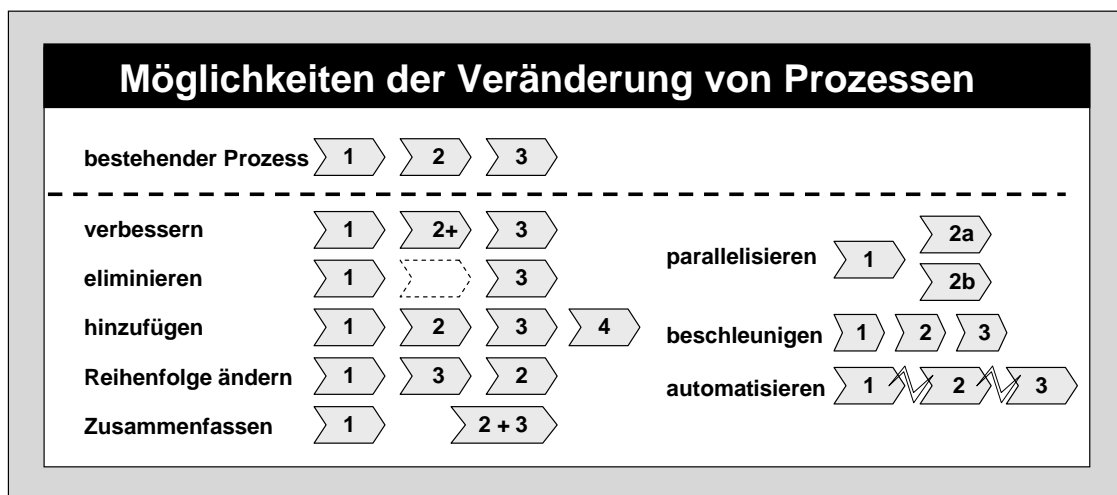 Möglichkeiten der Veränderung von Prozessen
bestehender Prozess 1 2 3
verbessern 1 2+ 3
eliminieren 1 3
hinzufügen 1 2 3 4
Reihenfolge ändern 1 3 2
Zusammenfassen 1 2 + 3
parallelisieren 1 2a 2b
beschleunigen 1 2 3
automatisieren 1 2 3